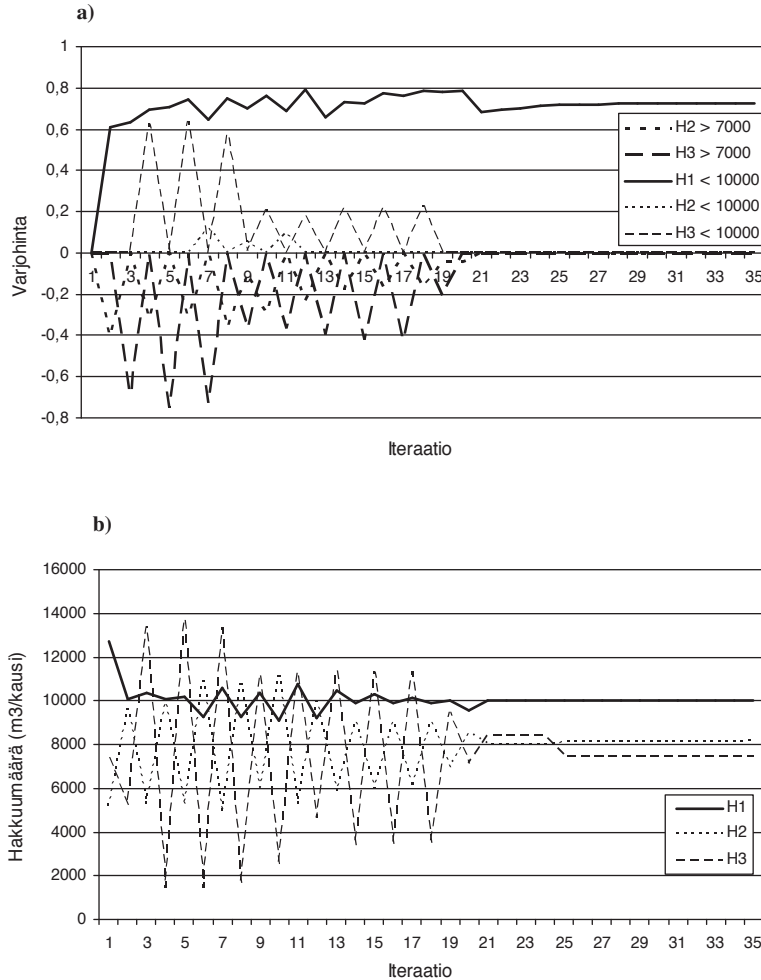 a)
1
0,8
0,6
0,4
0,2
0
-0,2
-0,4
-0,6
-0,8
Varjohinta
1 3 5 7 9 11 13 15 17 19 21 23 25 27 29 31 33 35
Iteraatio
H2 > 7000
H3 > 7000
H1 < 10000
H2 < 10000
H3 < 10000
b)
16000
14000
12000
10000
8000
6000
4000
2000
0
Hakkuumäärä (m3/kausi)
1 3 5 7 9 11 13 15 17 19 21 23 25 27 29 31 33 35
Iteraatio
H1
H2
H3